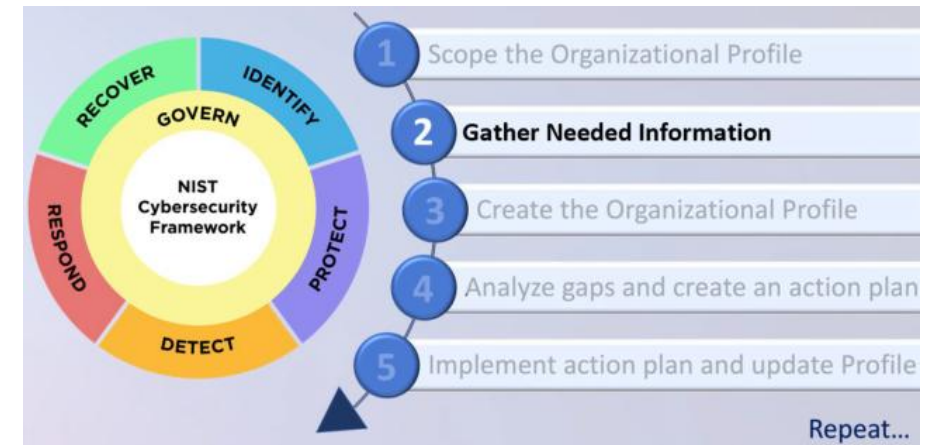 RECOVER
IDENTIFY
GOVERN
NIST
Cybersecurity
Framework
RESPOND
PROTECT
DETECT
1 Scope the Organizational Profile
2 Gather Needed Information
3 Create the Organizational Profile
4 Analyze gaps and create an action plan
5 Implement action plan and update Profile
Repeat...